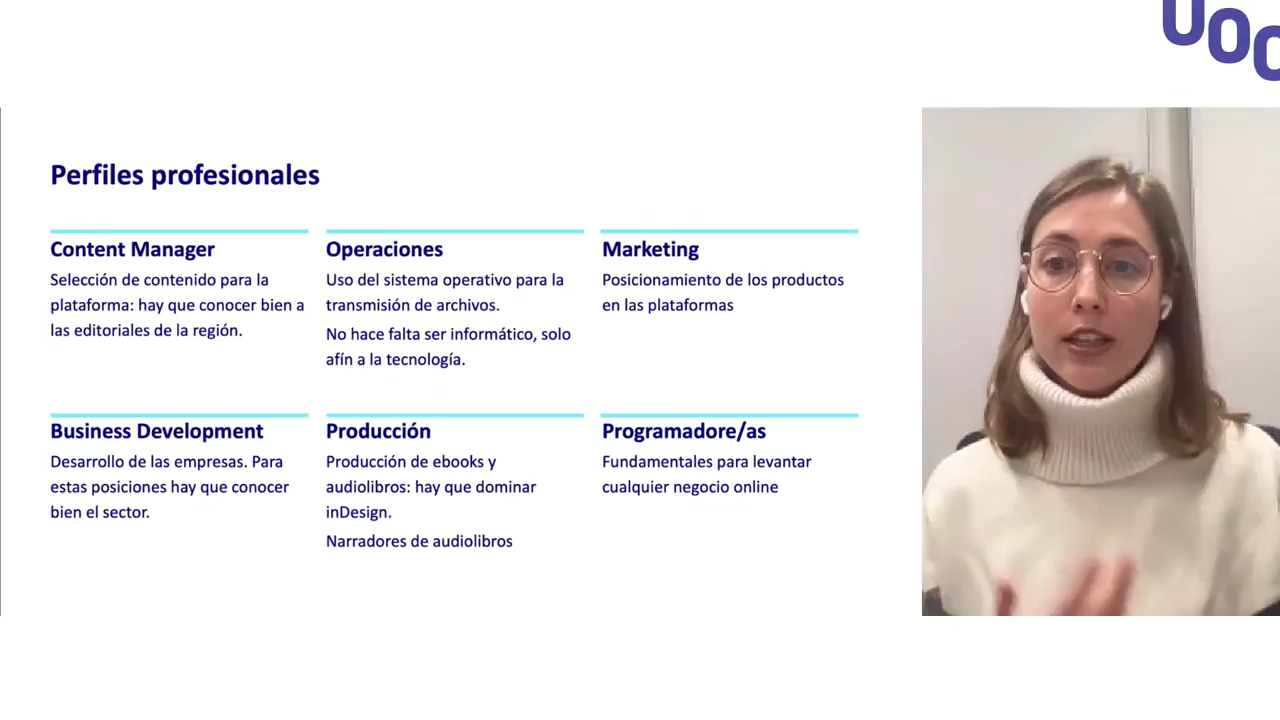 UOC
Perfiles profesionales
Content Manager
Selección de contenido para la
plataforma: hay que conocer bien a
las editoriales de la región.
Operaciones
Uso del sistema operativo para la
transmisión de archivos.
No hace falta ser informático, solo
afín a la tecnología.
Marketing
Posicionamiento de los productos
en las plataformas
Business Development
Desarrollo de las empresas. Para
estas posiciones hay que conocer
bien el sector.
Producción
Producción de ebooks y
audiolibros: hay que dominar
inDesign.
Narradores de audiolibros
Programadore/as
Fundamentales para levantar
cualquier negocio online